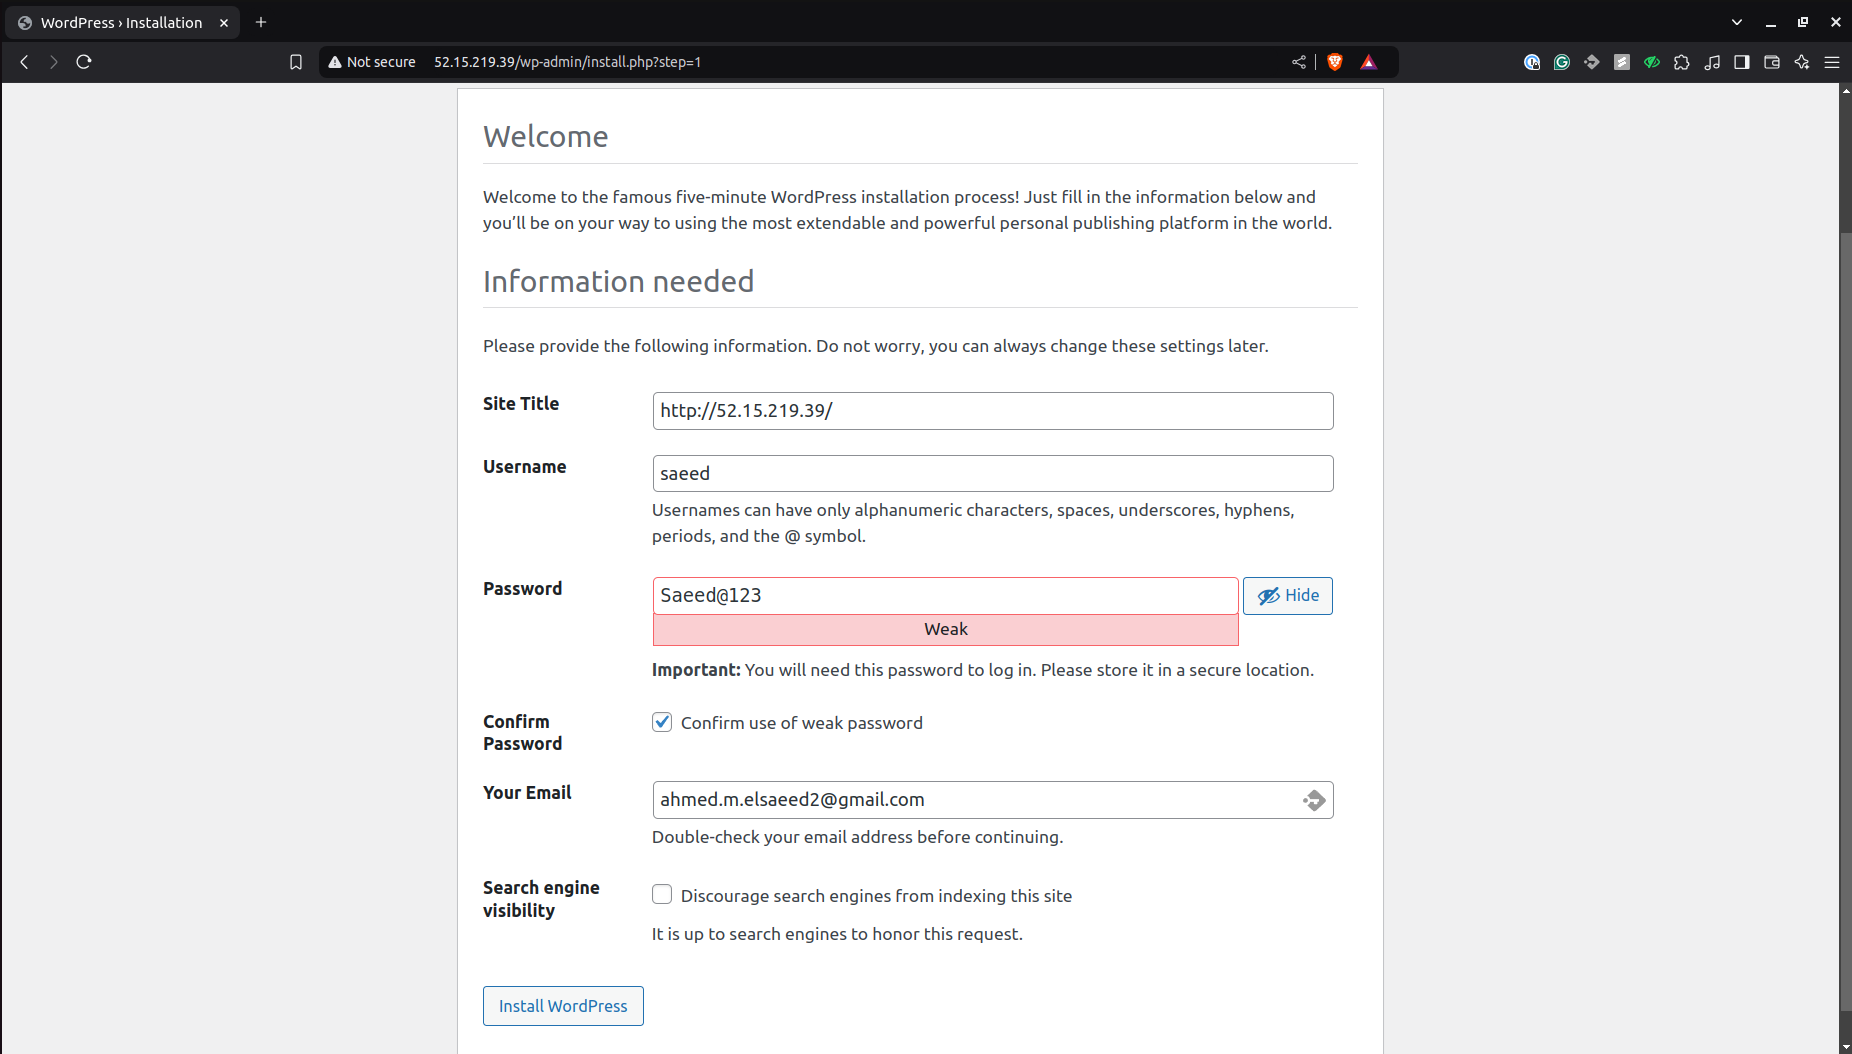 WordPress › Installation
Not secure 52.15.219.39/wp-admin/install.php?step=1
Welcome
Welcome to the famous five-minute WordPress installation process! Just fill in the information below and
you’ll be on your way to using the most extendable and powerful personal publishing platform in the world.
Information needed
Please provide the following information. Do not worry, you can always change these settings later.
Site Title
http://52.15.219.39/
Username
saeed
Usernames can have only alphanumeric characters, spaces, underscores, hyphens,
periods, and the @ symbol.
Password
Saeed@123
Hide
Weak
Important: You will need this password to log in. Please store it in a secure location.
Confirm
Password
Confirm use of weak password
Your Email
ahmed.m.elsaeed2@gmail.com
Double-check your email address before continuing.
Search engine
visibility
Discourage search engines from indexing this site
It is up to search engines to honor this request.
Install WordPress